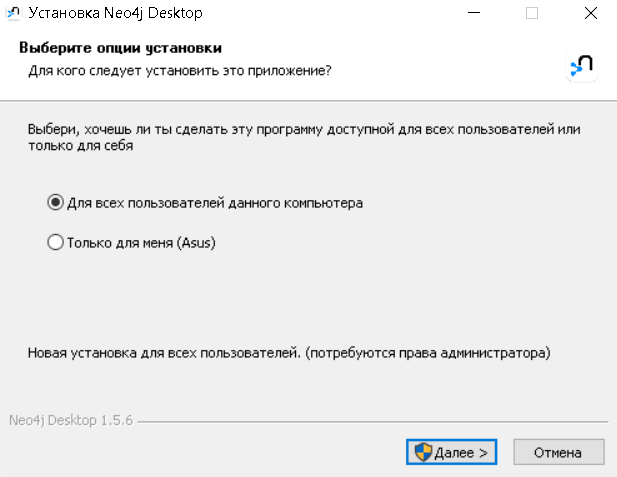 Установка Neo4j Desktop
Выберите опции установки
Для кого следует установить это приложение?
Выбери, хочешь ли ты сделать эту программу доступной для всех пользователей или
только для себя
Для всех пользователей данного компьютера
Только для меня (Asus)
Новая установка для всех пользователей. (потребуются права администратора)
Neo4j Desktop 1.5.6
Далее >
Отмена